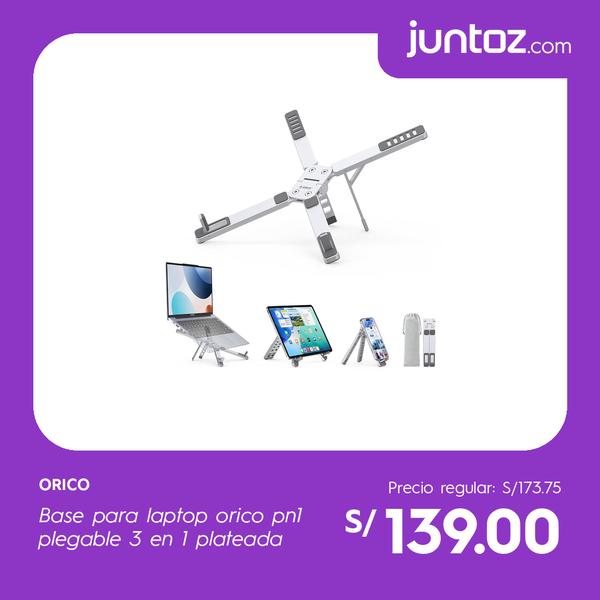 juntoz.com
ORICO
Base para laptop orico pn1
plegable 3 en 1 plateada
Precio regular: S/173.75
S/139.00